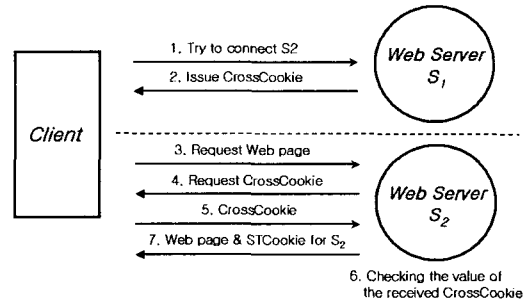 1. Try to connect S2
2. Issue CrossCookie
Web Server
S1
Client
3. Request Web page
4. Request CrossCookie
5. CrossCookie
7. Web page & STCookie for S2
Web Server
S2
6. Checking the value of
the received CrossCookie